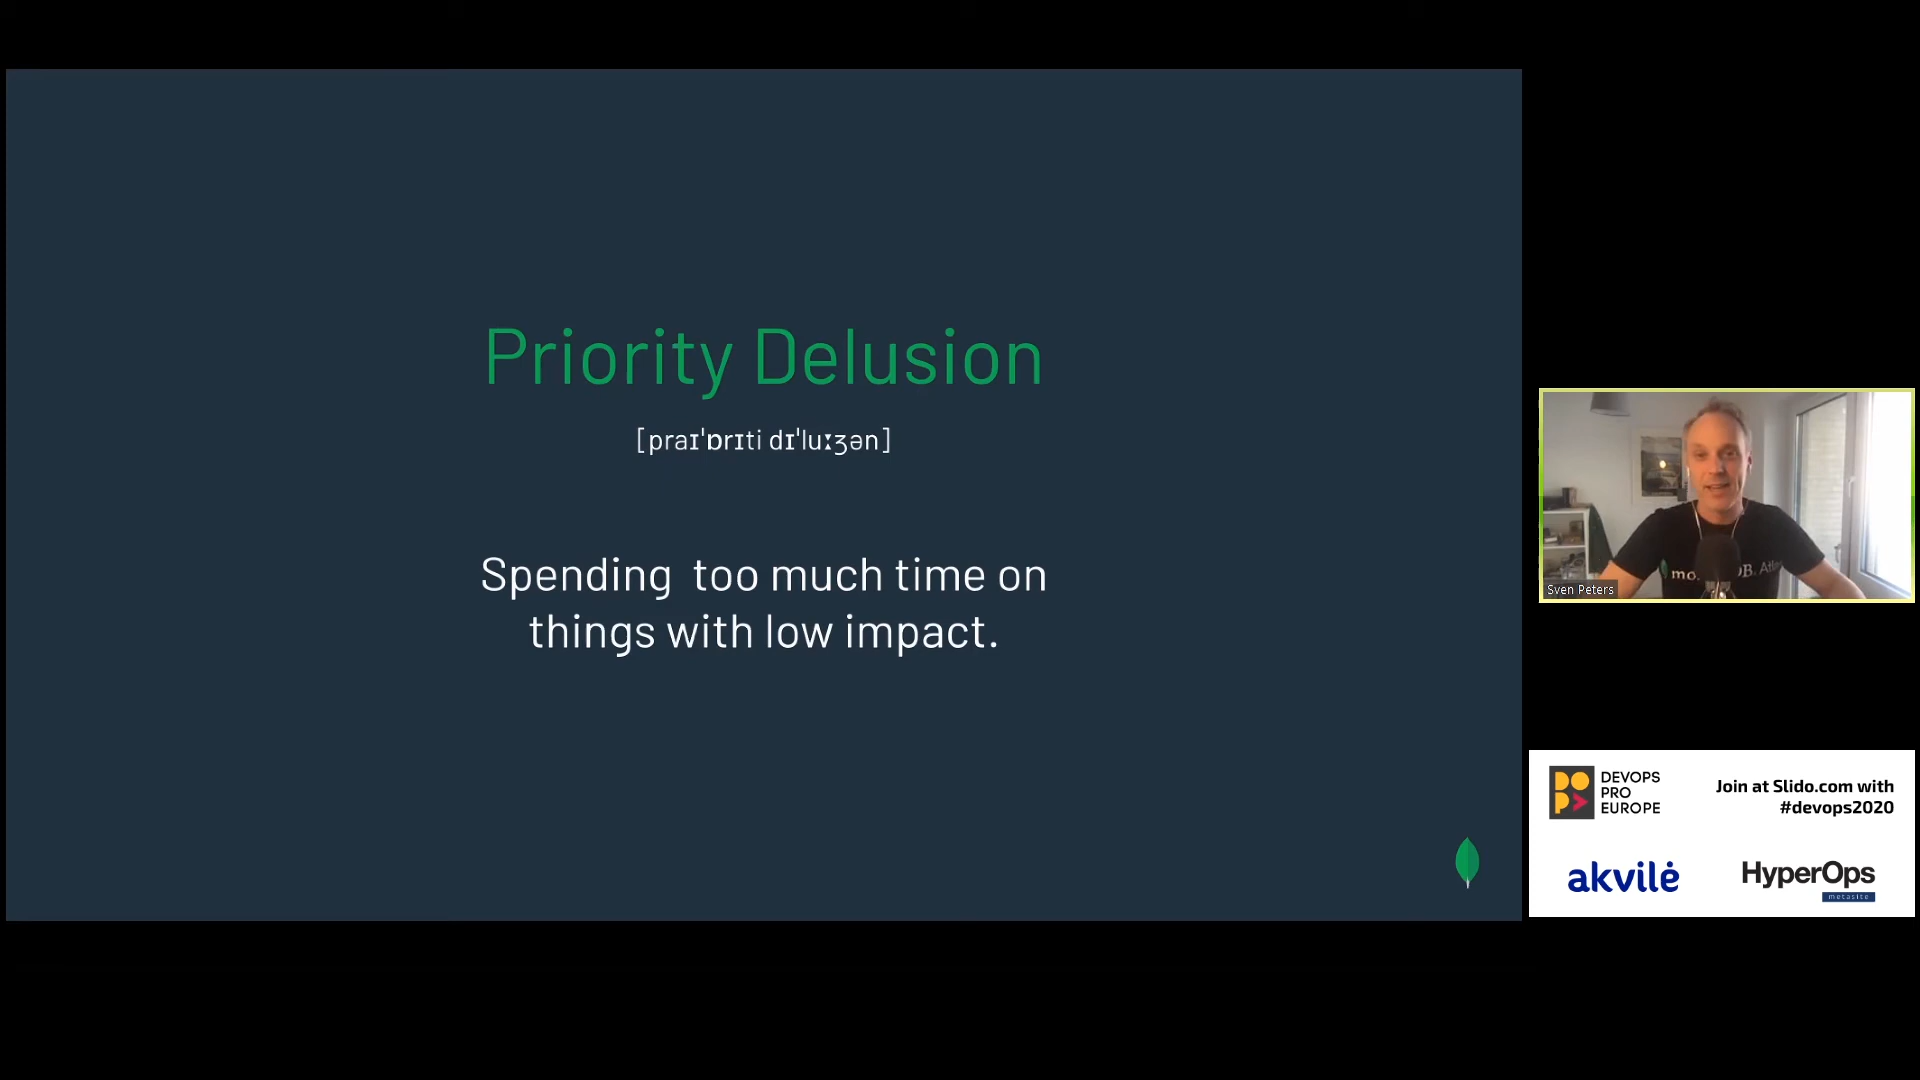 Priority Delusion
[praɪˈɒrɪti dɪˈluːʒən]
Spending too much time on
things with low impact.
Sven Peters
DEVOPS
PRO
EUROPE
Join at Slido.com with
#devops2020
akvilė
HyperOps
metasite